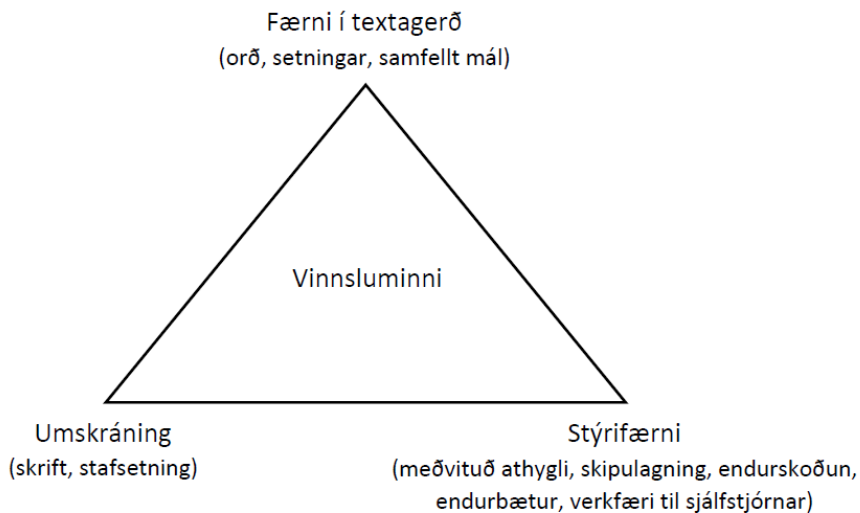 Færni í textagerð
(orð, setningar, samfellt mál)
Vinnsluminni
Umskráning
(skrift, stafsetning)
Stýrifærni
(meðvituð athygli, skipulagning, endurskoðun,
endurbætur, verkfæri til sjálfstjórnar)